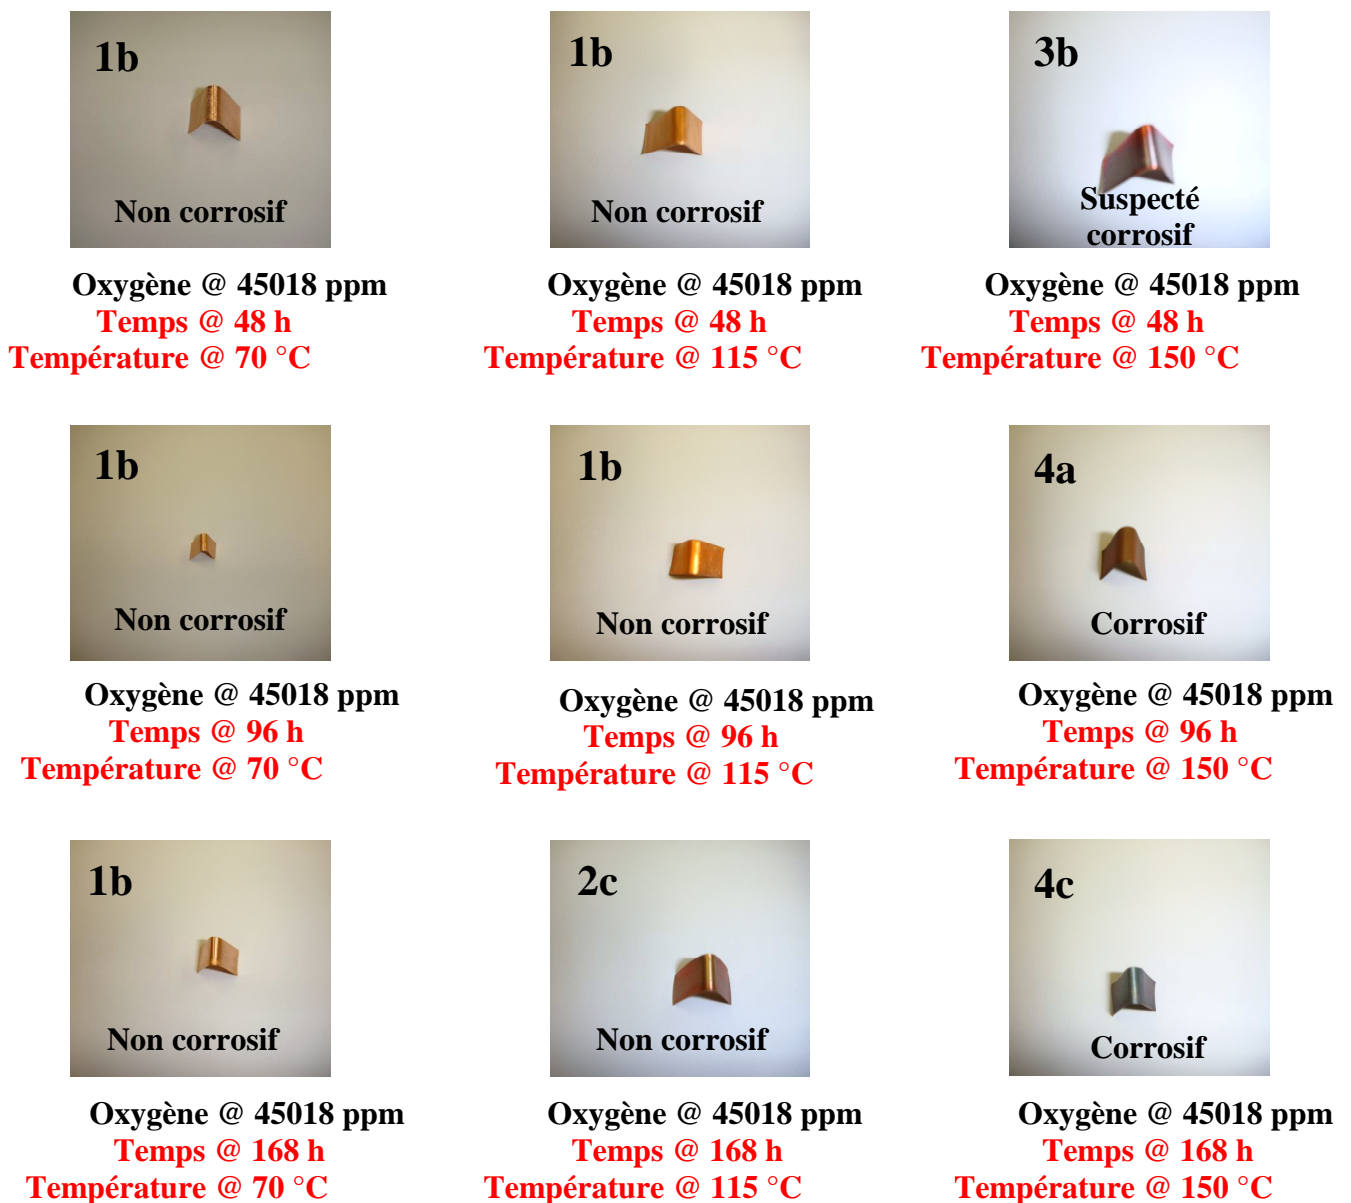 1b
Non corrosif
Oxygène @ 45018 ppm
Temps @ 48 h
Température @ 70 °C
1b
Non corrosif
Oxygène @ 45018 ppm
Temps @ 48 h
Température @ 115 °C
3b
Suspecté
corrosif
Oxygène @ 45018 ppm
Temps @ 48 h
Température @ 150 °C
1b
Non corrosif
Oxygène @ 45018 ppm
Temps @ 96 h
Température @ 70 °C
1b
Non corrosif
Oxygène @ 45018 ppm
Temps @ 96 h
Température @ 115 °C
4a
Corrosif
Oxygène @ 45018 ppm
Temps @ 96 h
Température @ 150 °C
1b
Non corrosif
Oxygène @ 45018 ppm
Temps @ 168 h
Température @ 70 °C
2c
Non corrosif
Oxygène @ 45018 ppm
Temps @ 168 h
Température @ 115 °C
4c
Corrosif
Oxygène @ 45018 ppm
Temps @ 168 h
Température @ 150 °C